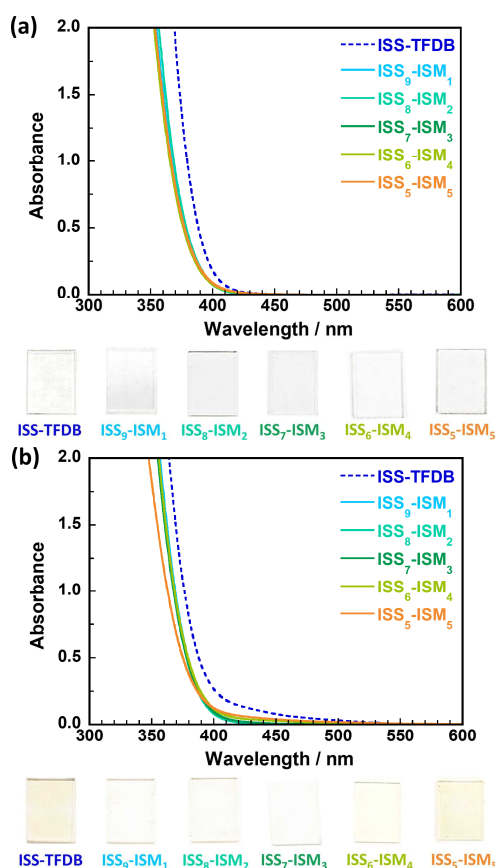 (a)
2.0
1.5
1.0
0.5
0.0
Absorbance
ISS-TFDB
ISS₉-ISM₁
ISS₈-ISM₂
ISS₇-ISM₃
ISS₆-ISM₄
ISS₅-ISM₅
300 350 400 450 500 550 600
Wavelength / nm
ISS-TFDB ISS₉-ISM₁ ISS₈-ISM₂ ISS₇-ISM₃ ISS₆-ISM₄ ISS₅-ISM₅
(b)
2.0
1.5
1.0
0.5
0.0
Absorbance
ISS-TFDB
ISS₉-ISM₁
ISS₈-ISM₂
ISS₇-ISM₃
ISS₆-ISM₄
ISS₅-ISM₅
300 350 400 450 500 550 600
Wavelength / nm
ISS-TFDB ISS₉-ISM₁ ISS₈-ISM₂ ISS₇-ISM₃ ISS₆-ISM₄ ISS₅-ISM₅